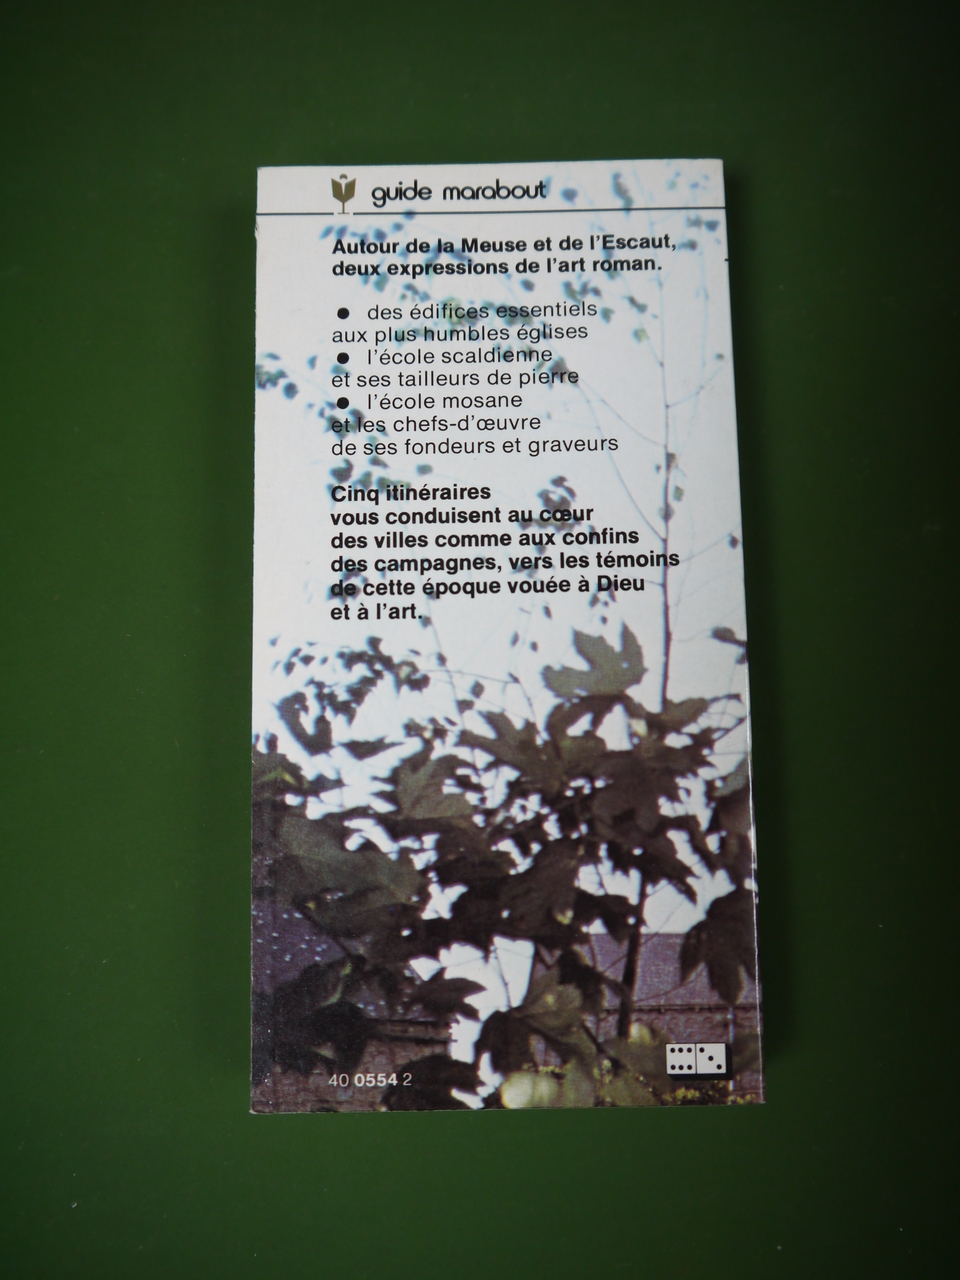 guide marabout
Autour de la Meuse et de l'Escaut,
deux expressions de l'art roman.
● des édifices essentiels
aux plus humbles églises
● l'école scaldienne
et ses tailleurs de pierre
● l'école mosane
et les chefs-d'œuvre
de ses fondeurs et graveurs
Cinq itinéraires
vous conduisent au cœur
des villes comme aux confins
des campagnes, vers les témoins
de cette époque vouée à Dieu
et à l'art.
40 0554 2